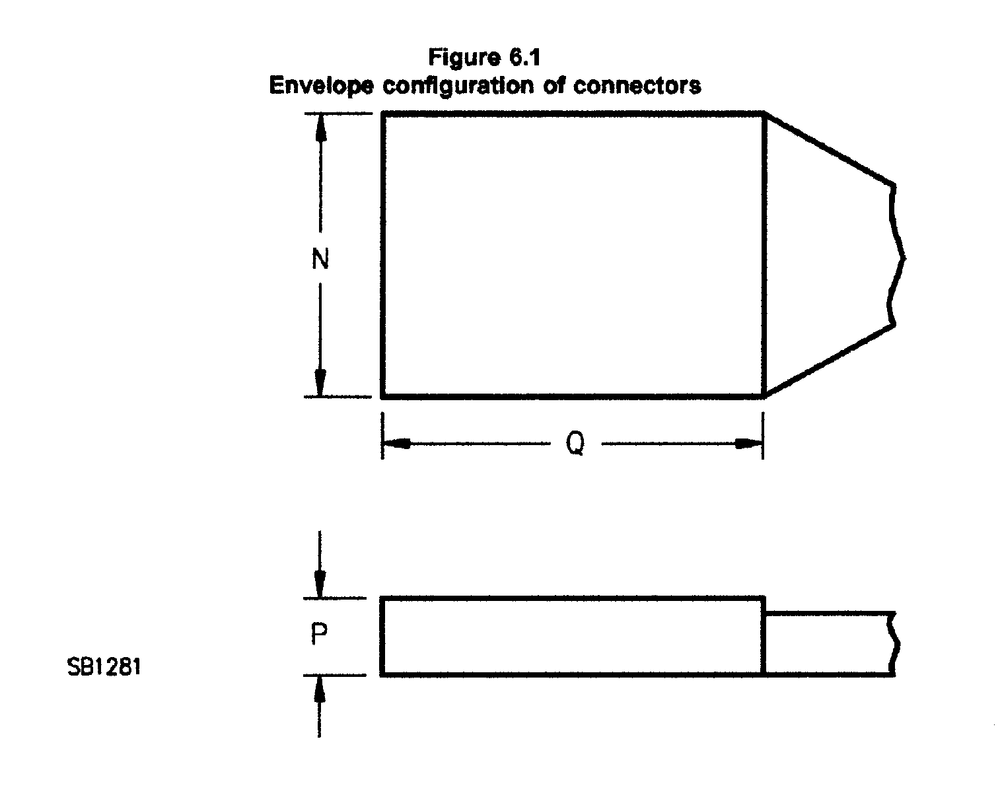 Figure 6.1
Envelope configuration of connectors
N
Q
P
SB1281